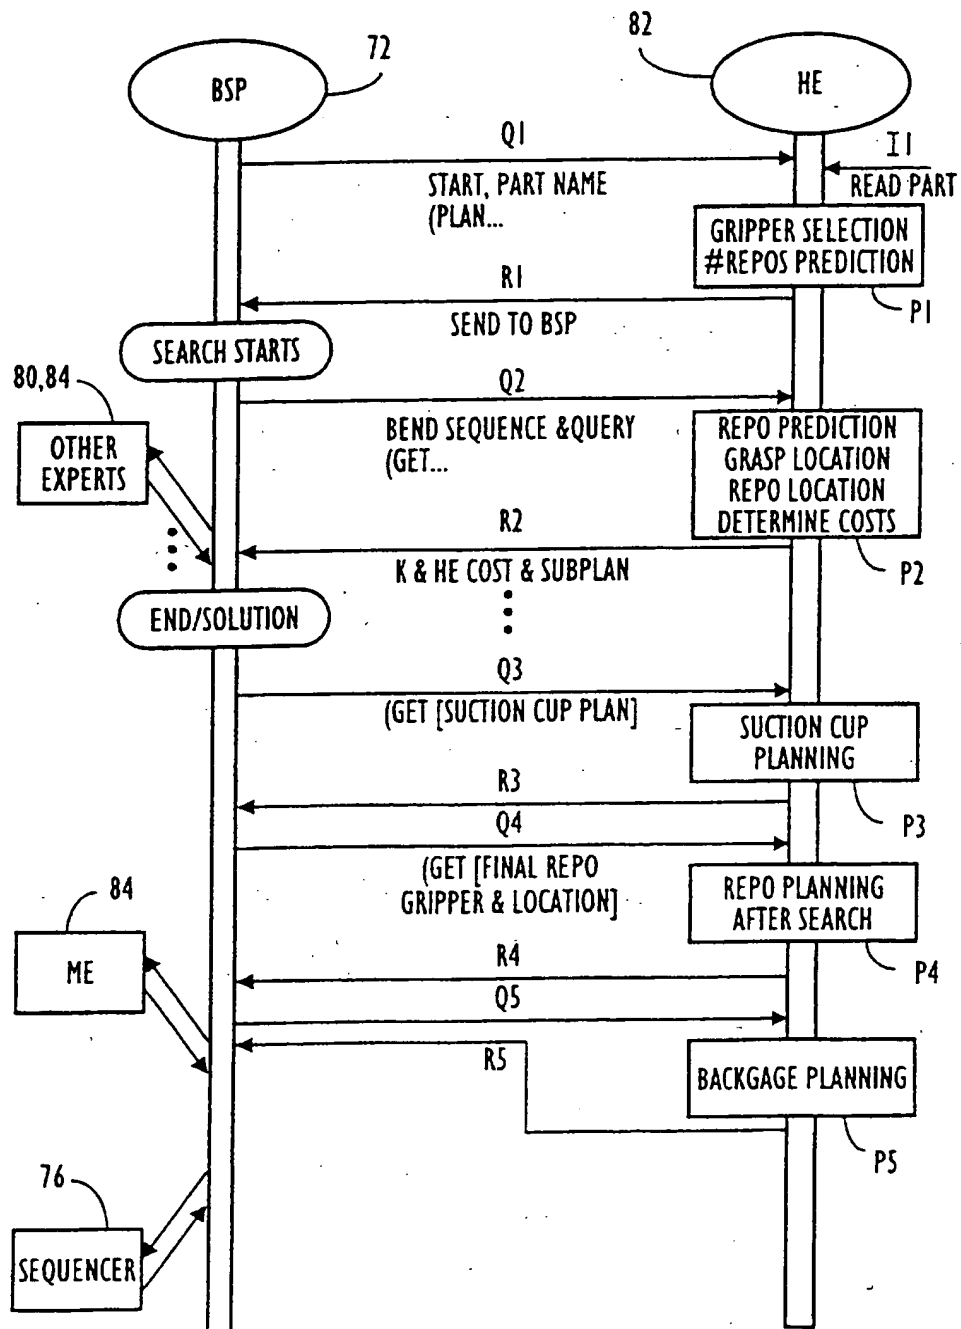 82
72
BSP
HE
Q1
I1
START, PART NAME
(PLAN...
READ PART
GRIPPER SELECTION
#REPOS PREDICTION
R1
P1
SEND TO BSP
SEARCH STARTS
80,84
Q2
BEND SEQUENCE &QUERY
(GET...
OTHER
EXPERTS
REPO PREDICTION
GRASP LOCATION
REPO LOCATION
DETERMINE COSTS
R2
K & HE COST & SUBPLAN
P2
END/SOLUTION
Q3
(GET [SUCTION CUP PLAN]
SUCTION CUP
PLANNING
R3
P3
Q4
(GET [FINAL REPO
GRIPPER & LOCATION]
REPO PLANNING
AFTER SEARCH
84
ME
R4
P4
Q5
R5
BACKGAGE PLANNING
P5
76
SEQUENCER